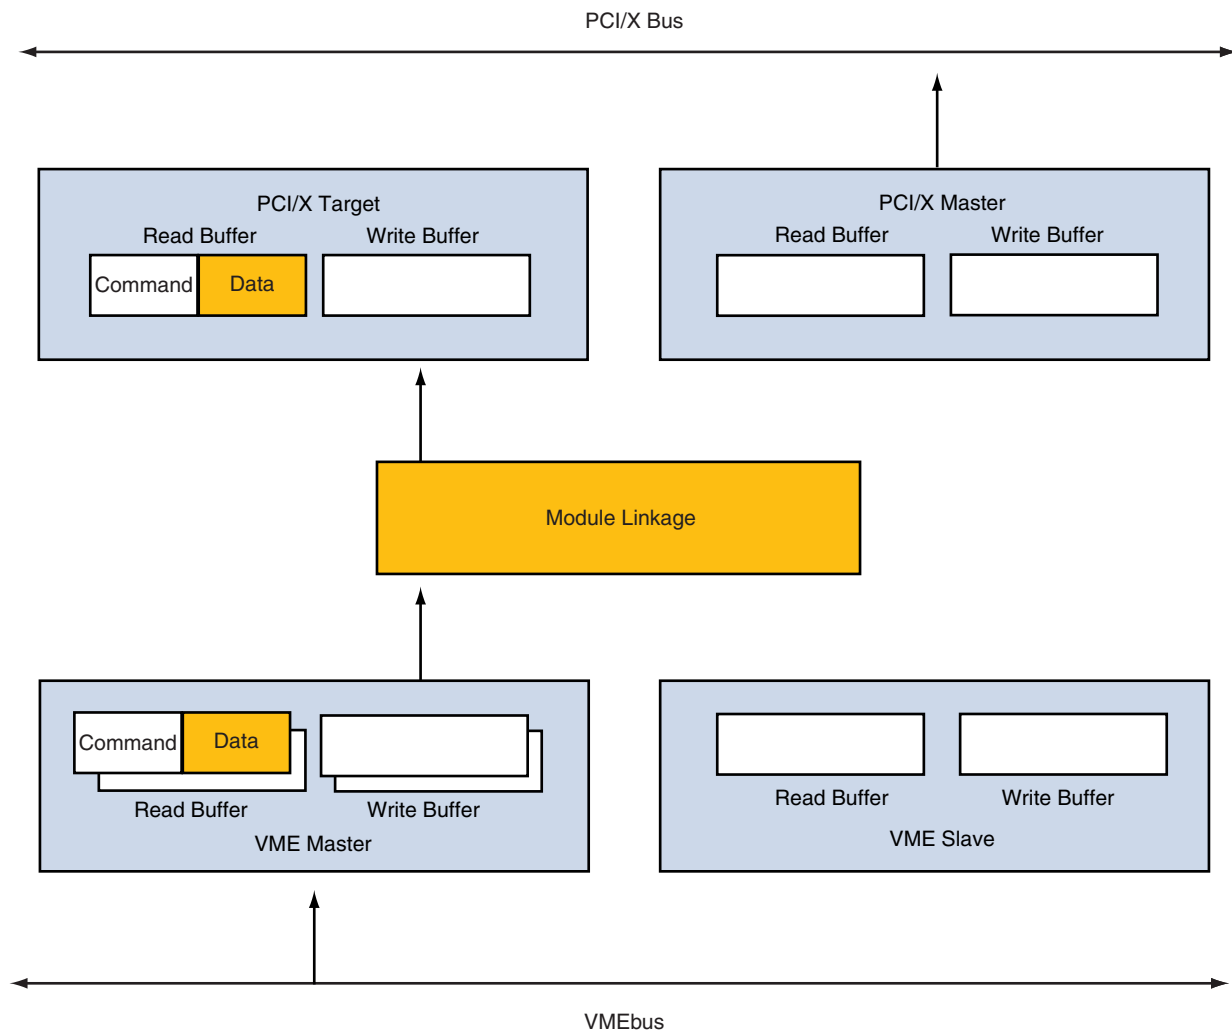 PCI/X Bus
PCI/X Target
Read Buffer
Write Buffer
Command
Data
PCI/X Master
Read Buffer
Write Buffer
Module Linkage
Command
Data
Read Buffer
Write Buffer
VME Master
Read Buffer
Write Buffer
VME Slave
VMEbus